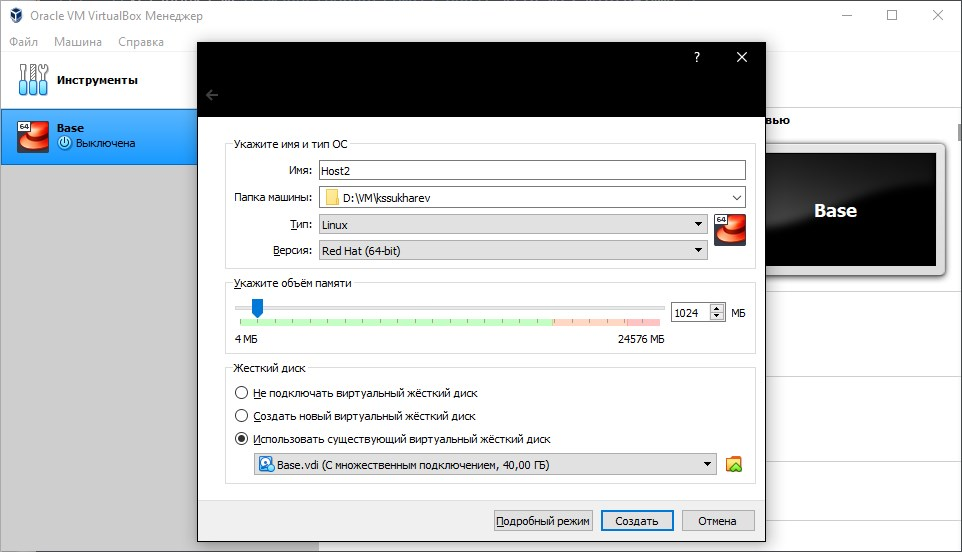 Oracle VM VirtualBox Менеджер
Файл Машина Справка
Инструменты
64
Base
Выключена
?
Укажите имя и тип ОС
Имя: Host2
Папка машины: D:\VM\kssukharev
Тип: Linux
64
Версия: Red Hat (64-bit)
Укажите объём памяти
1024 МБ
4 МБ 24576 МБ
Жесткий диск
Не подключать виртуальный жёсткий диск
Создать новый виртуальный жёсткий диск
Использовать существующий виртуальный жёсткий диск
Base.vdi (С множественным подключением, 40,00 ГБ)
Подробный режим Создать Отмена
вью
Base